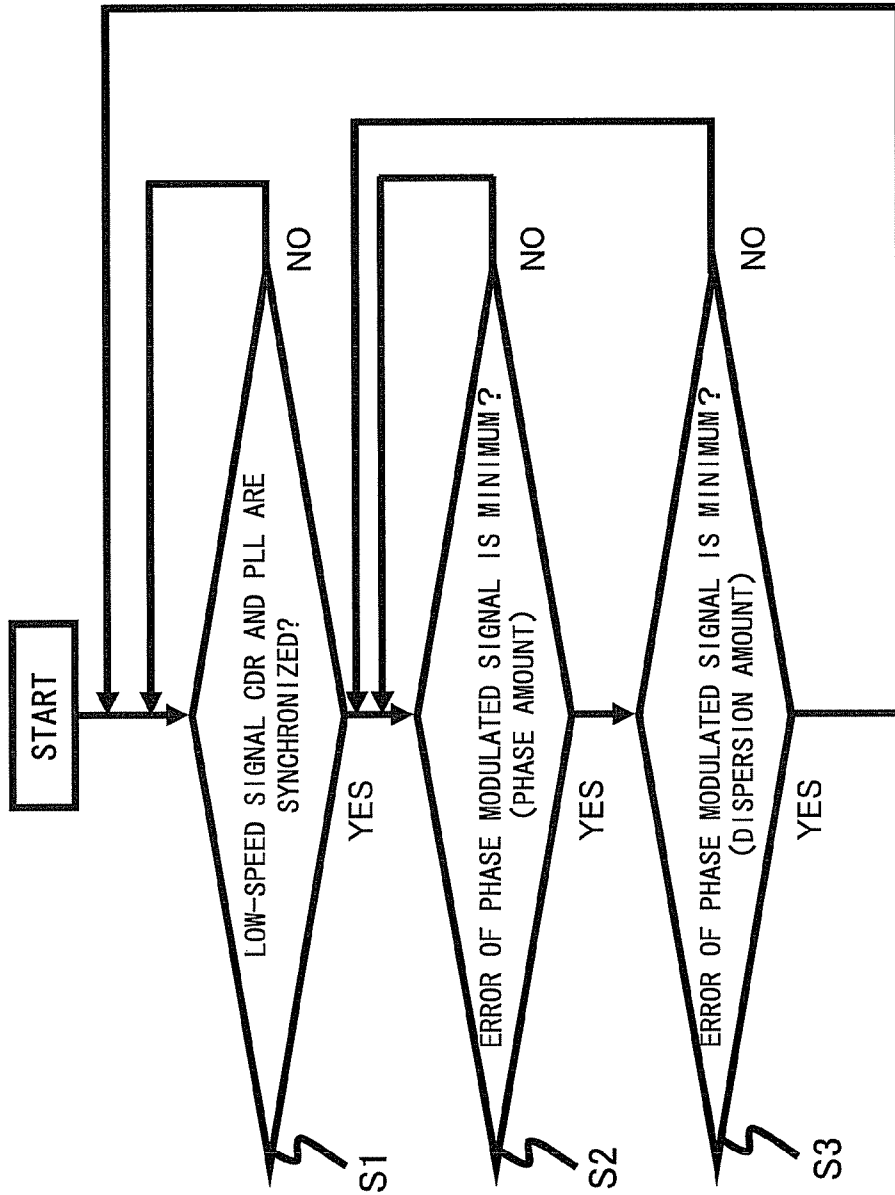 START
LOW-SPEED SIGNAL CDR AND PLL ARE
SYNCHRONIZED?
NO
S1
YES
ERROR OF PHASE MODULATED SIGNAL IS MINIMUM?
(PHASE AMOUNT)
NO
S2
YES
ERROR OF PHASE MODULATED SIGNAL IS MINIMUM?
(DISPERSION AMOUNT)
NO
S3
YES